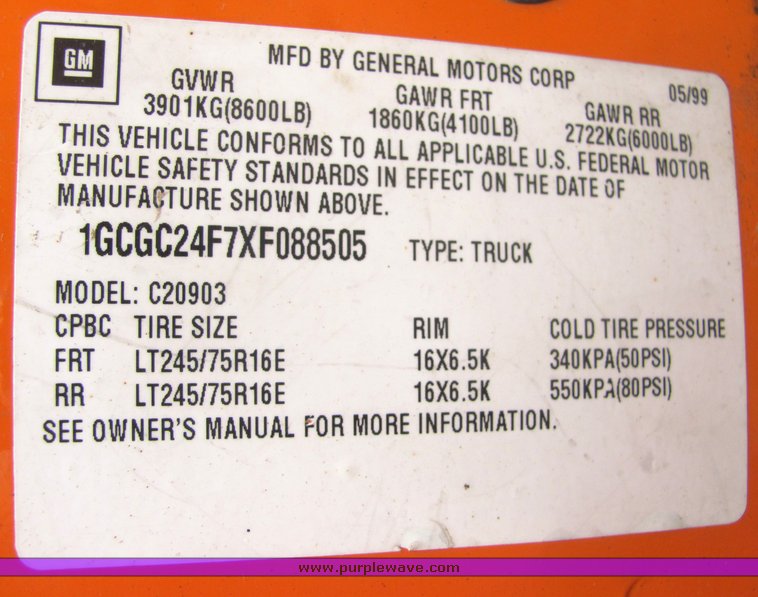 GM
MFD BY GENERAL MOTORS CORP 05/99
GVWR GAWR FRT GAWR RR
3901KG(8600LB) 1860KG(4100LB) 2722KG(6000LB)
THIS VEHICLE CONFORMS TO ALL APPLICABLE U.S. FEDERAL MOTOR
VEHICLE SAFETY STANDARDS IN EFFECT ON THE DATE OF
MANUFACTURE SHOWN ABOVE.
1GCGC24F7XF088505 TYPE: TRUCK
MODEL: C20903
CPBC TIRE SIZE RIM COLD TIRE PRESSURE
FRT LT245/75R16E 16X6.5K 340KPA(50PSI)
RR LT245/75R16E 16X6.5K 550KPA(80PSI)
SEE OWNER'S MANUAL FOR MORE INFORMATION.
www.purplewave.com